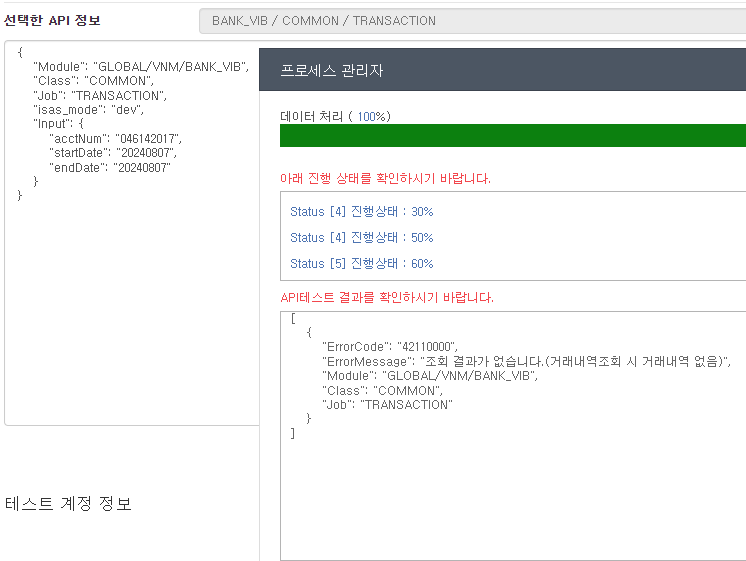 선택한 API 정보
BANK_VIB / COMMON / TRANSACTION
{
"Module": "GLOBAL/VNM/BANK_VIB",
"Class": "COMMON",
"Job": "TRANSACTION",
"isas_mode": "dev",
"Input": {
"acctNum": "046142017",
"startDate": "20240807",
"endDate": "20240807"
}
}
테스트 계정 정보
프로세스 관리자
데이터 처리 ( 100%)
아래 진행 상태를 확인하시기 바랍니다.
Status [4] 진행상태 : 30%
Status [4] 진행상태 : 50%
Status [5] 진행상태 : 60%
API테스트 결과를 확인하시기 바랍니다.
[
{
"ErrorCode": "42110000",
"ErrorMessage": "조회 결과가 없습니다.(거래내역조회 시 거래내역 없음)",
"Module": "GLOBAL/VNM/BANK_VIB",
"Class": "COMMON",
"Job": "TRANSACTION"
}
]